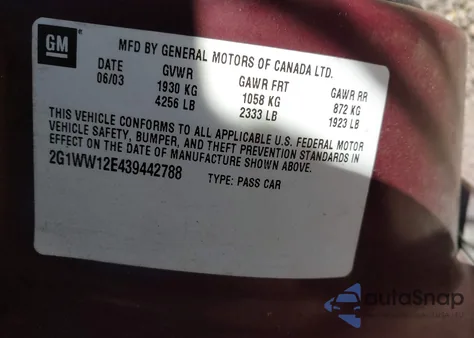 GM
MFD BY GENERAL MOTORS OF CANADA LTD.
DATE GVWR GAWR FRT GAWR RR
06/03 1930 KG 1058 KG 872 KG
4256 LB 2333 LB 1923 LB
THIS VEHICLE CONFORMS TO ALL APPLICABLE U.S. FEDERAL MOTOR
VEHICLE SAFETY, BUMPER, AND THEFT PREVENTION STANDARDS IN
EFFECT ON THE DATE OF MANUFACTURE SHOWN ABOVE.
2G1WW12E439442788 TYPE: PASS CAR
autoSnap